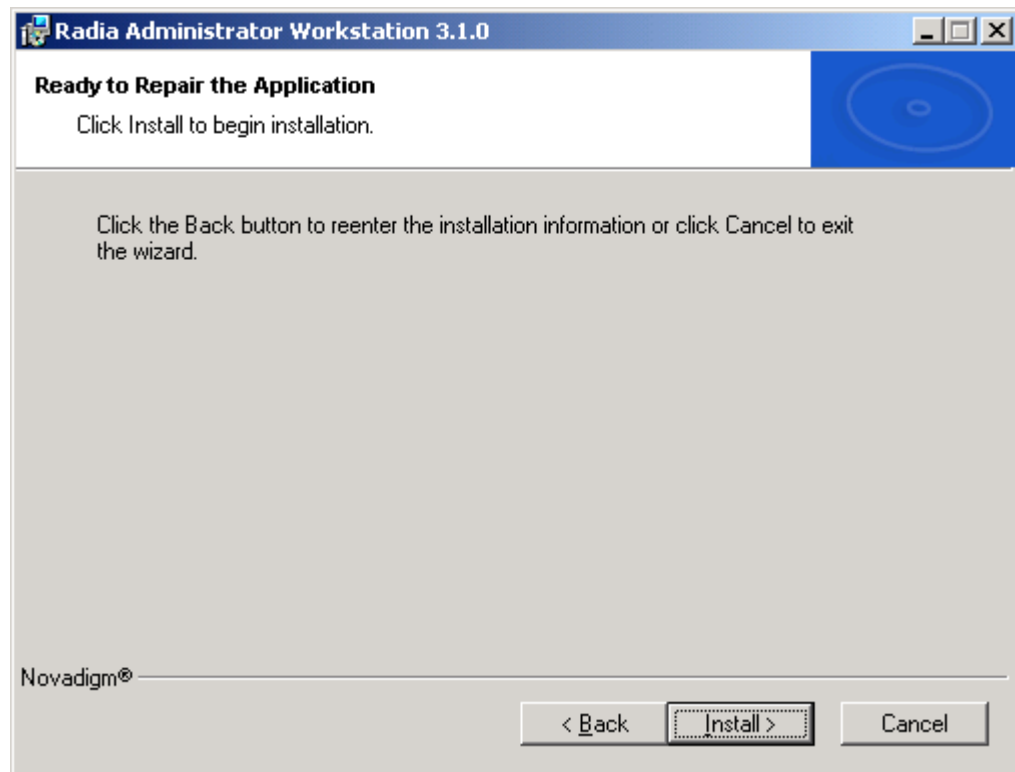 Radia Administrator Workstation 3.1.0
Ready to Repair the Application
Click Install to begin installation.
Click the Back button to reenter the installation information or click Cancel to exit
the wizard.
Novadigm®
< Back
Install >
Cancel